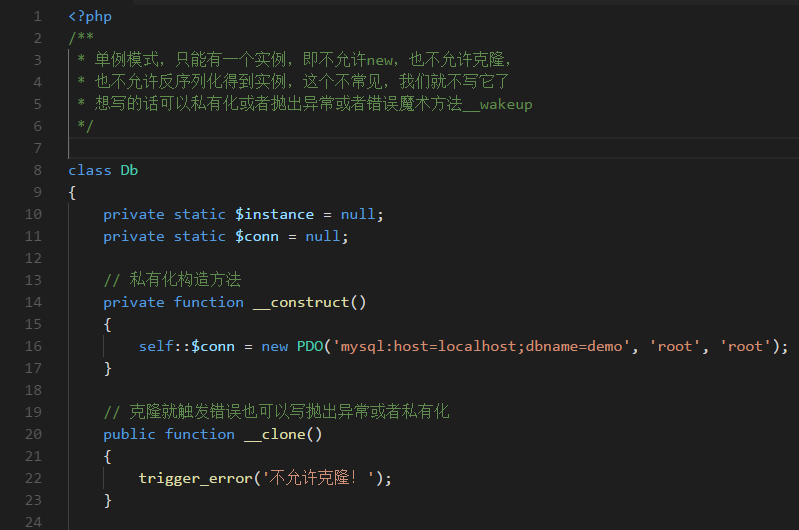 1 <?php
2 /**
3  * 单例模式，只能有一个实例，即不允许new，也不允许克隆，
4  * 也不允许反序列化得到实例，这个不常见，我们就不写它了
5  * 想写的话可以私有化或者抛出异常或者错误魔术方法__wakeup
6  */
7
8 class Db
9 {
10     private static $instance = null;
11     private static $conn = null;
12
13     // 私有化构造方法
14     private function __construct()
15     {
16         self::$conn = new PDO('mysql:host=localhost;dbname=demo', 'root', 'root');
17     }
18
19     // 克隆就触发错误也可以写抛出异常或者私有化
20     public function __clone()
21     {
22         trigger_error('不允许克隆！');
23     }
24